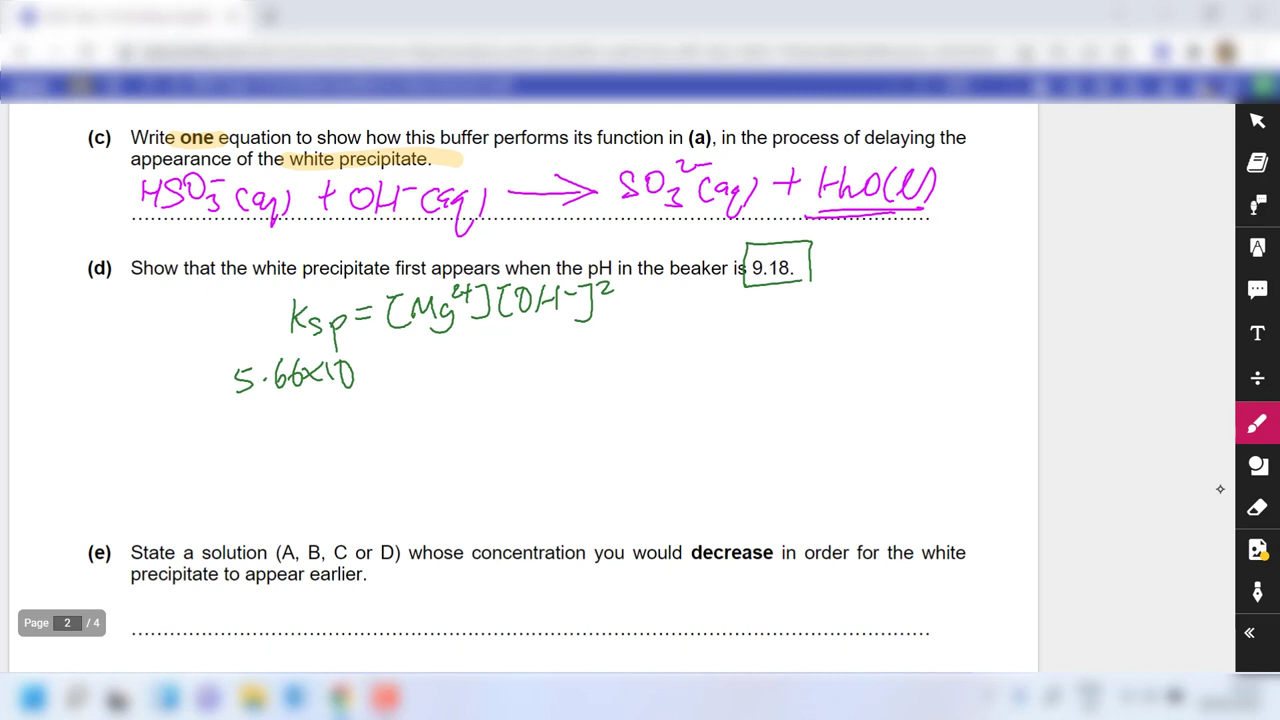 (c) Write one equation to show how this buffer performs its function in (a), in the process of delaying the
appearance of the white precipitate.
HSO₃⁻(aq) + OH⁻(aq) → SO₃²⁻(aq) + H₂O(l)
(d) Show that the white precipitate first appears when the pH in the beaker is 9.18.
Ksp = [Mg²⁺][OH⁻]²
5.66×10
(e) State a solution (A, B, C or D) whose concentration you would decrease in order for the white
precipitate to appear earlier.
Page 2 / 4